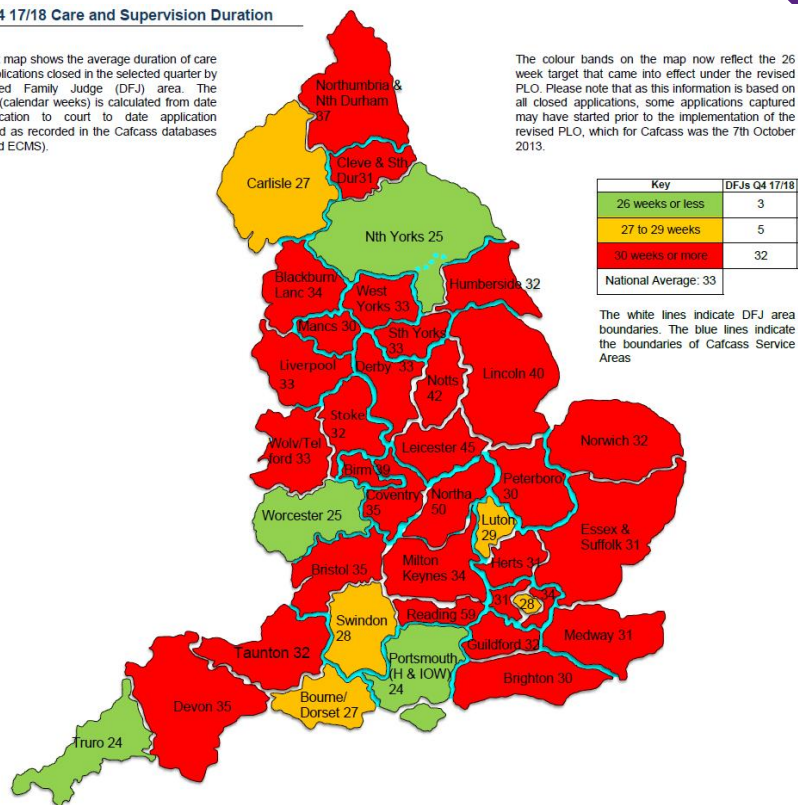 4 17/18 Care and Supervision Duration
map shows the average duration of care
lications closed in the selected quarter by
ed Family Judge (DFJ) area. The
(calendar weeks) is calculated from date
ication to court to date application
d as recorded in the Cafcass databases
d ECMS).
The colour bands on the map now reflect the 26
week target that came into effect under the revised
PLO. Please note that as this information is based on
all closed applications, some applications captured
may have started prior to the implementation of the
revised PLO, which for Cafcass was the 7th October
2013.
Key DFJs Q4 17/18
26 weeks or less 3
27 to 29 weeks 5
30 weeks or more 32
National Average: 33
The white lines indicate DFJ area
boundaries. The blue lines indicate
the boundaries of Cafcass Service
Areas
Northumbria &
Nth Durham
37
Carlisle 27
Cleve & Sth
Dur31
Nth Yorks 25
Blackburn/
Lanc 34
West
Yorks 33
Humberside 32
Mancs 30
Sth Yorks
33
Liverpool
33
Derby 33
Notts
42
Lincoln 40
Stoke
32
Wolv/Tel
ford 33
Leicester 45
Norwich 32
Birm 39
Peterboro
30
Coventry
35
Northa
50
Worcester 25
Luton
29
Essex &
Suffolk 31
Bristol 35
Milton
Keynes 34
Herts 31
31
28
34
Reading 59
Swindon
28
Taunton 32
Guildford 32
Medway 31
Portsmouth
(H & IOW)
24
Brighton 30
Devon 35
Bourne/
Dorset 27
Truro 24